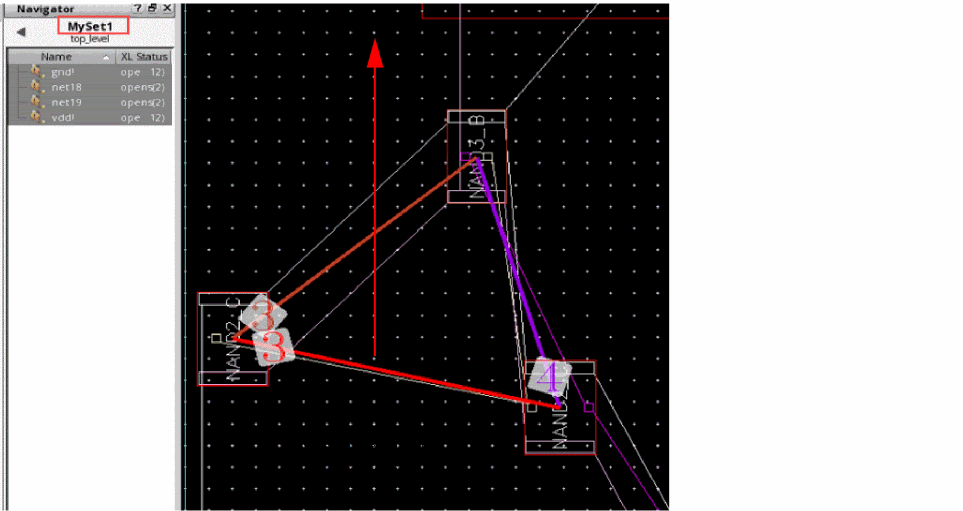 Navigator ? ×
MySet1
top_level
Name XL Status
gnd! ope 12)
net18 opens(2)
net19 opens(2)
vdd! ope 12)
NAND3_B
NAND2_C
3
3
4
NAND2